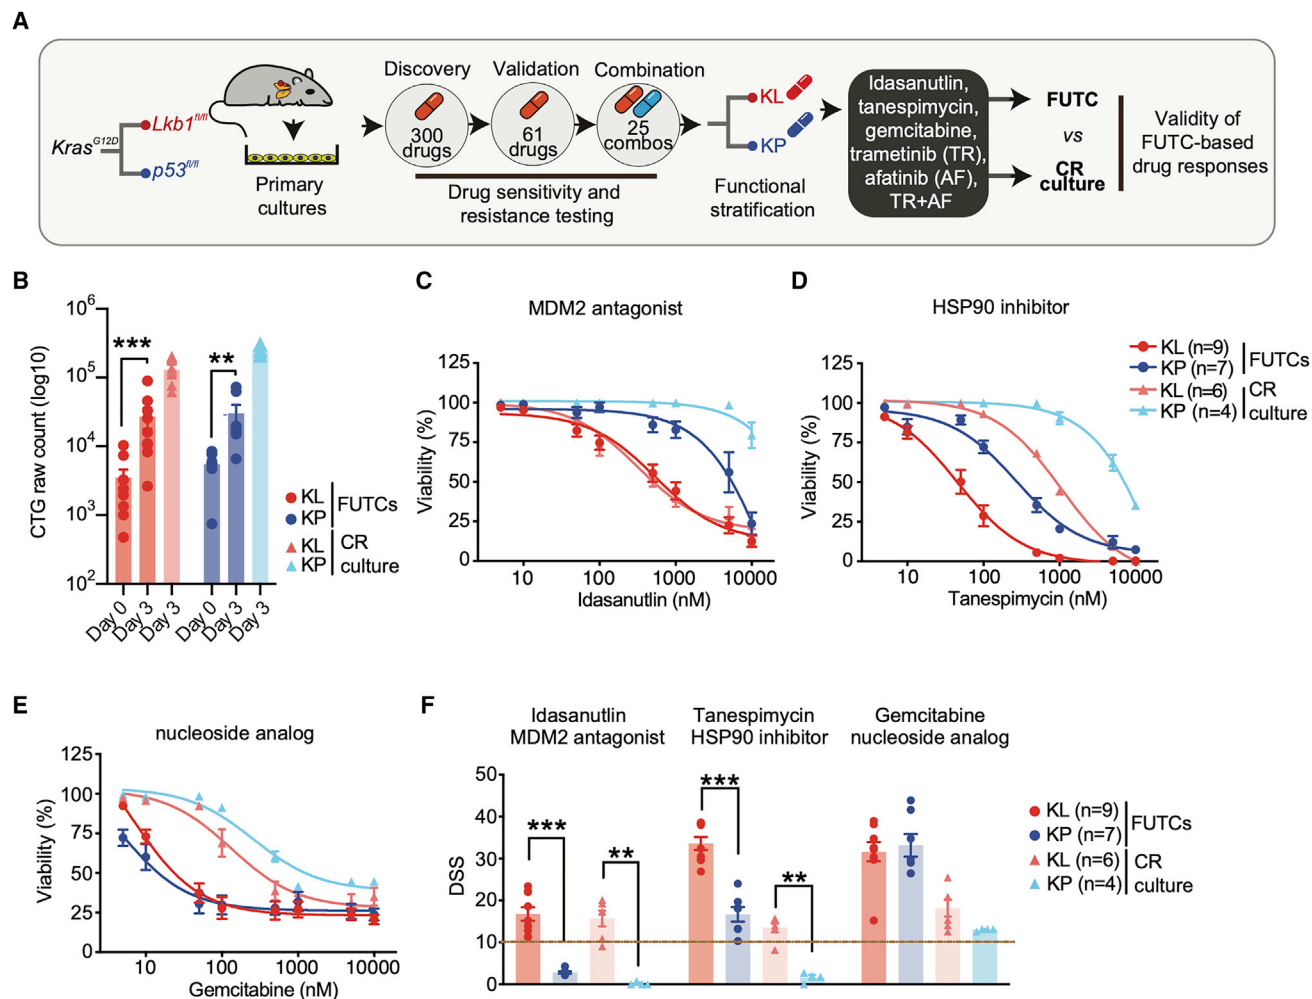 A
Kras^G12D
Lkb1^fl/fl
p53^fl/fl
Primary
cultures
Discovery
300
drugs
Validation
61
drugs
Combination
25
combos
Drug sensitivity and
resistance testing
KL
KP
Functional
stratification
Idasanutlin,
tanespimycin,
gemcitabine,
trametinib (TR),
afatinib (AF),
TR+AF
FUTC
vs
CR
culture
Validity of
FUTC-based
drug responses
B
CTG raw count (log10)
10^6
10^5
10^4
10^3
10^2
***
**
Day 0
Day 3
Day 3
Day 0
Day 3
Day 3
KL
KP
FUTCs
KL
KP
CR
culture
C
MDM2 antagonist
Viability (%)
125
100
75
50
25
0
10
100
1000
10000
Idasanutlin (nM)
D
HSP90 inhibitor
Viability (%)
125
100
75
50
25
0
10
100
1000
10000
Tanespimycin (nM)
KL (n=9)
KP (n=7)
FUTCs
KL (n=6)
KP (n=4)
CR
culture
E
nucleoside analog
Viability (%)
125
100
75
50
25
0
10
100
1000
10000
Gemcitabine (nM)
F
Idasanutlin
MDM2 antagonist
Tanespimycin
HSP90 inhibitor
Gemcitabine
nucleoside analog
DSS
50
40
30
20
10
0
***
**
***
**
KL (n=9)
KP (n=7)
FUTCs
KL (n=6)
KP (n=4)
CR
culture